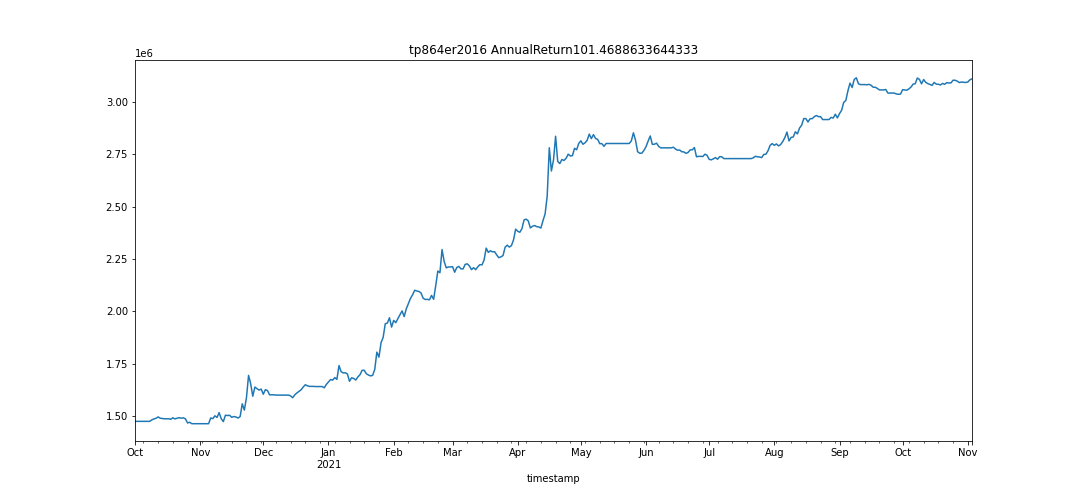 tp864er2016 AnnualReturn101.4688633644333
1e6
3.00
2.75
2.50
2.25
2.00
1.75
1.50
Oct Nov Dec Jan Feb Mar Apr May Jun Jul Aug Sep Oct Nov
2021
timestamp